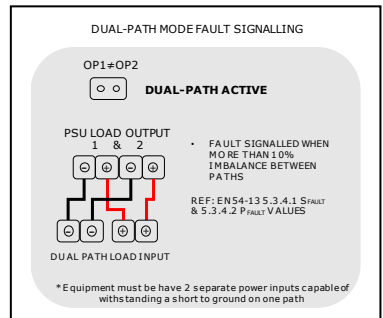 DUAL-PATH MODE FAULT SIGNALLING
OP1≠OP2
DUAL-PATH ACTIVE
PSU LOAD OUTPUT
1 & 2
• FAULT SIGNALLED WHEN
MORE THAN 10%
IMBALANCE BETWEEN
PATHS
REF: EN54-13 5.3.4.1 SFAULT
& 5.3.4.2 PFAULT VALUES
DUAL PATH LOAD INPUT
*Equipment must be have 2 separate power inputs capable of
withstanding a short to ground on one path